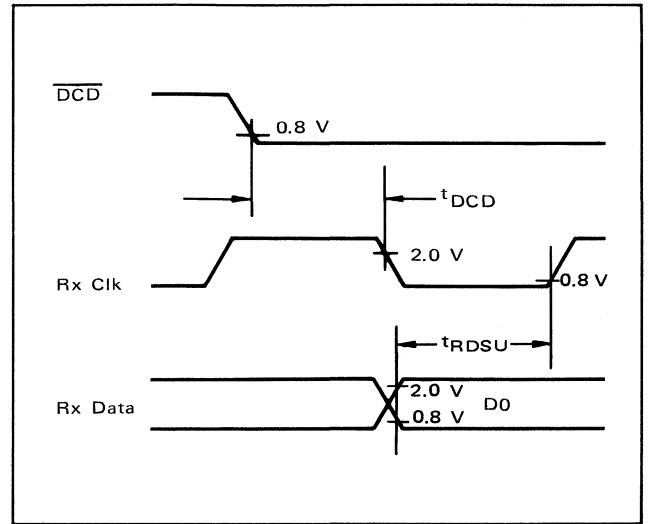 DCD
0.8 V
tDCD
2.0 V
Rx Clk
0.8 V
tRDSU
2.0 V
D0
Rx Data
0.8 V